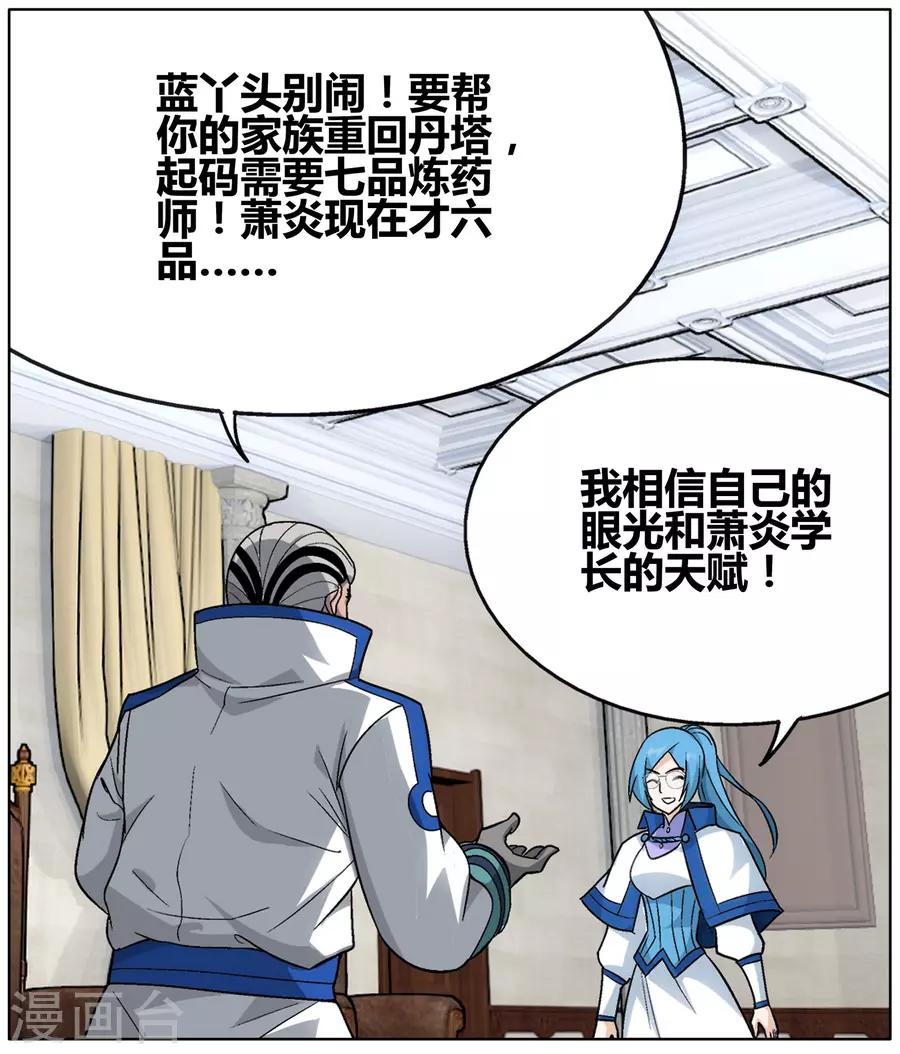 蓝丫头别闹！要帮
你的家族重回丹塔，
起码需要七品炼药
师！萧炎现在才六
品……
我相信自己的
眼光和萧炎学
长的天赋！
漫画台